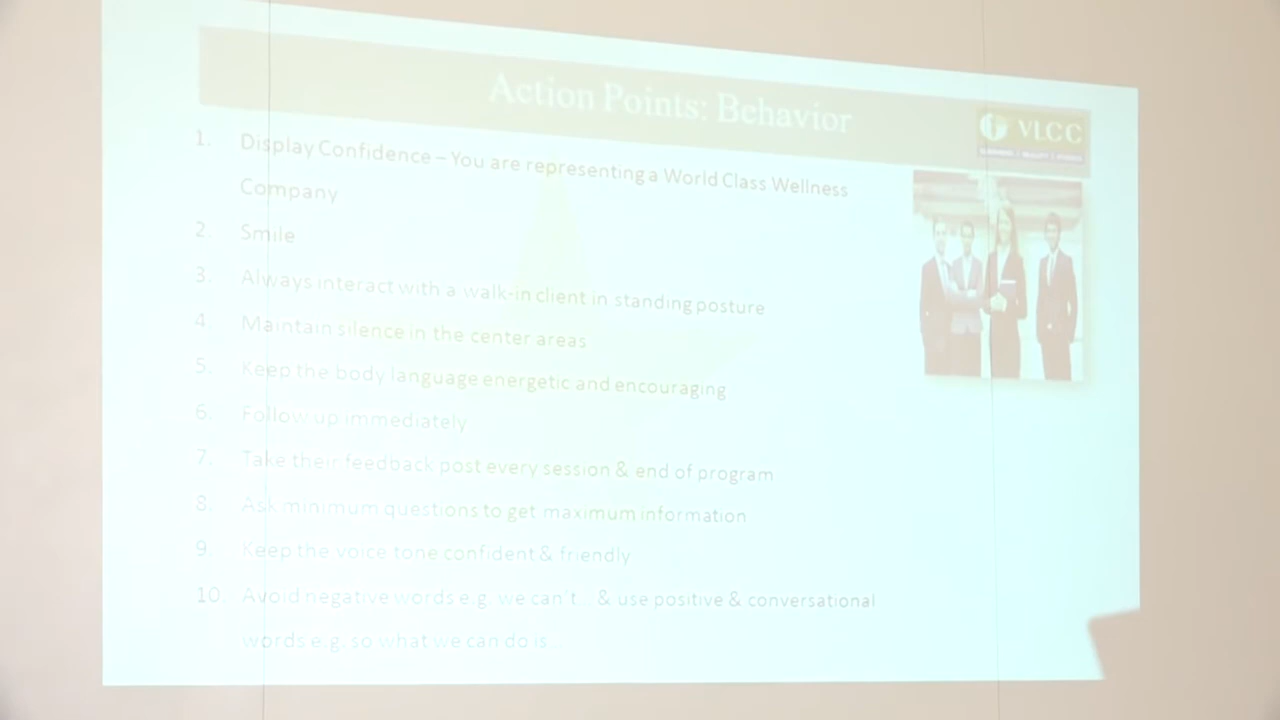 Action Points: Behavior
VLCC
1. Display Confidence – You are representing a World Class Wellness
Company
2. Smile
3. Always interact with a walk-in client in standing posture
4. Maintain silence in the center areas
5. Keep the body language energetic and encouraging
6. Follow up immediately
7. Take their feedback post every session & end of program
8. Ask minimum questions to get maximum information
9. Keep the voice tone confident & friendly
10. Avoid negative words e.g. we can't .. & use positive & conversational
words e.g. so what we can do is..